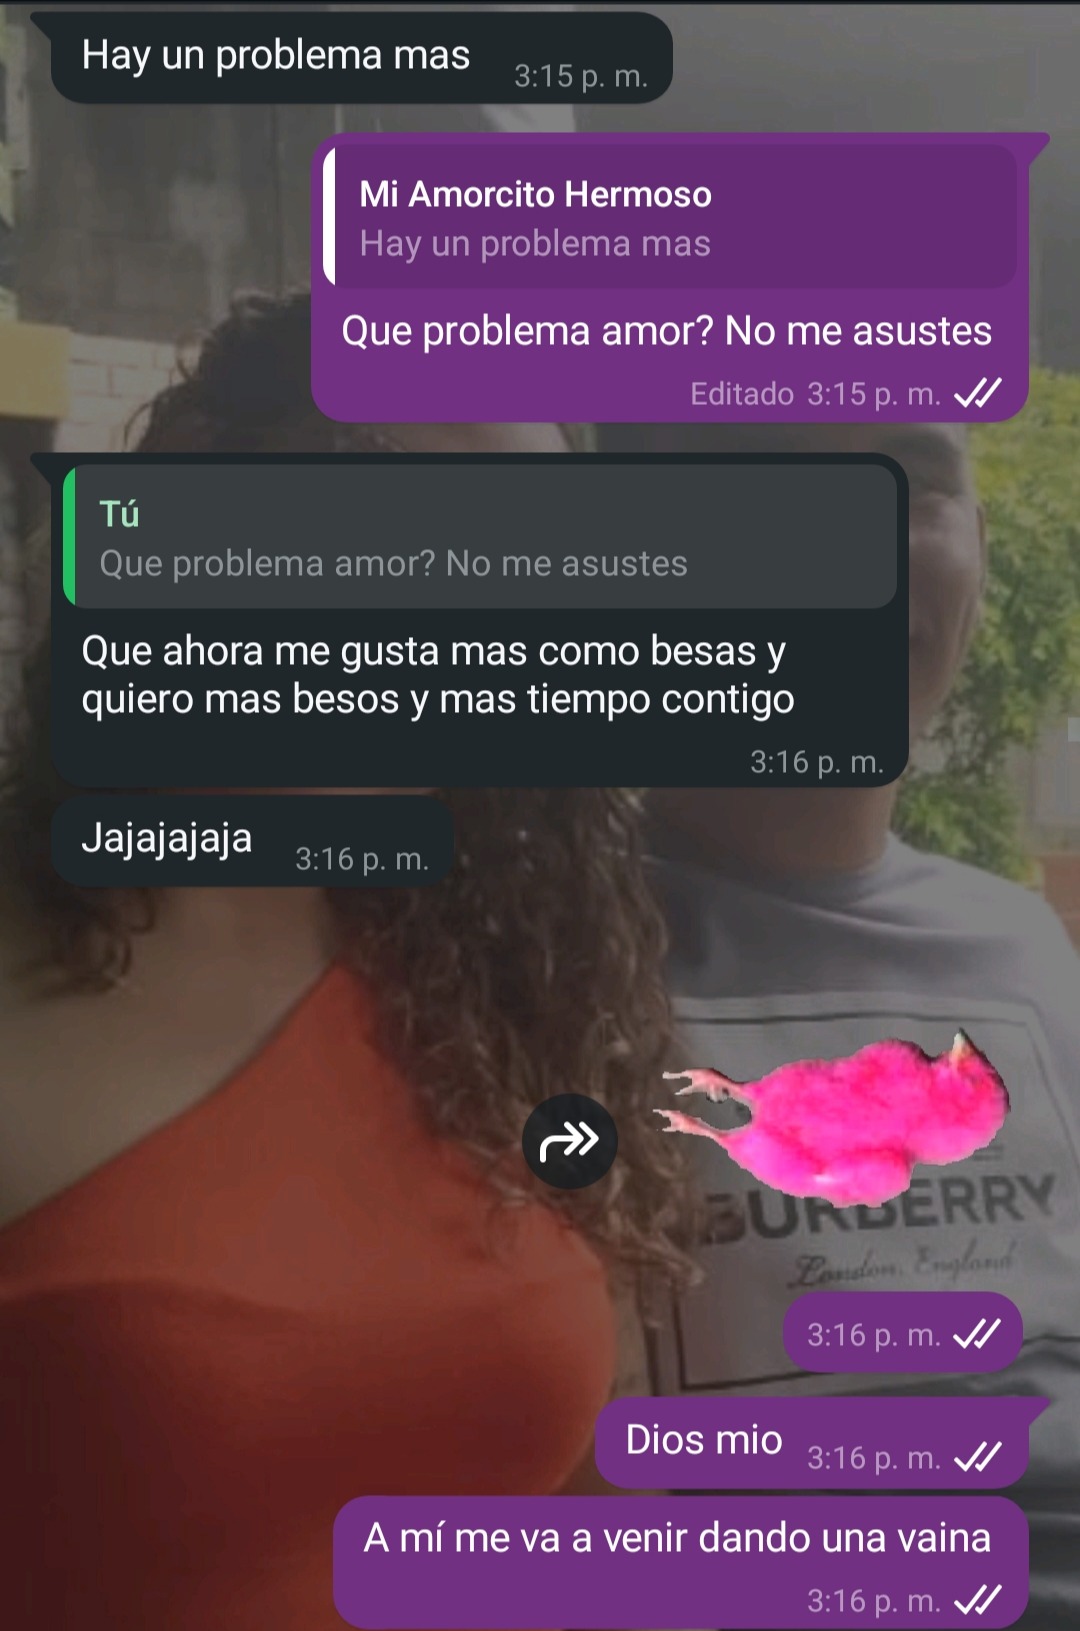 Hay un problema mas
3:15 p. m.
Mi Amorcito Hermoso
Hay un problema mas
Que problema amor? No me asustes
Editado 3:15 p. m.
Tú
Que problema amor? No me asustes
Que ahora me gusta mas como besas y
quiero mas besos y mas tiempo contigo
3:16 p. m.
Jajajajaja
3:16 p. m.
BURBERRY
London, England
3:16 p. m.
Dios mio
3:16 p. m.
A mí me va a venir dando una vaina
3:16 p. m.